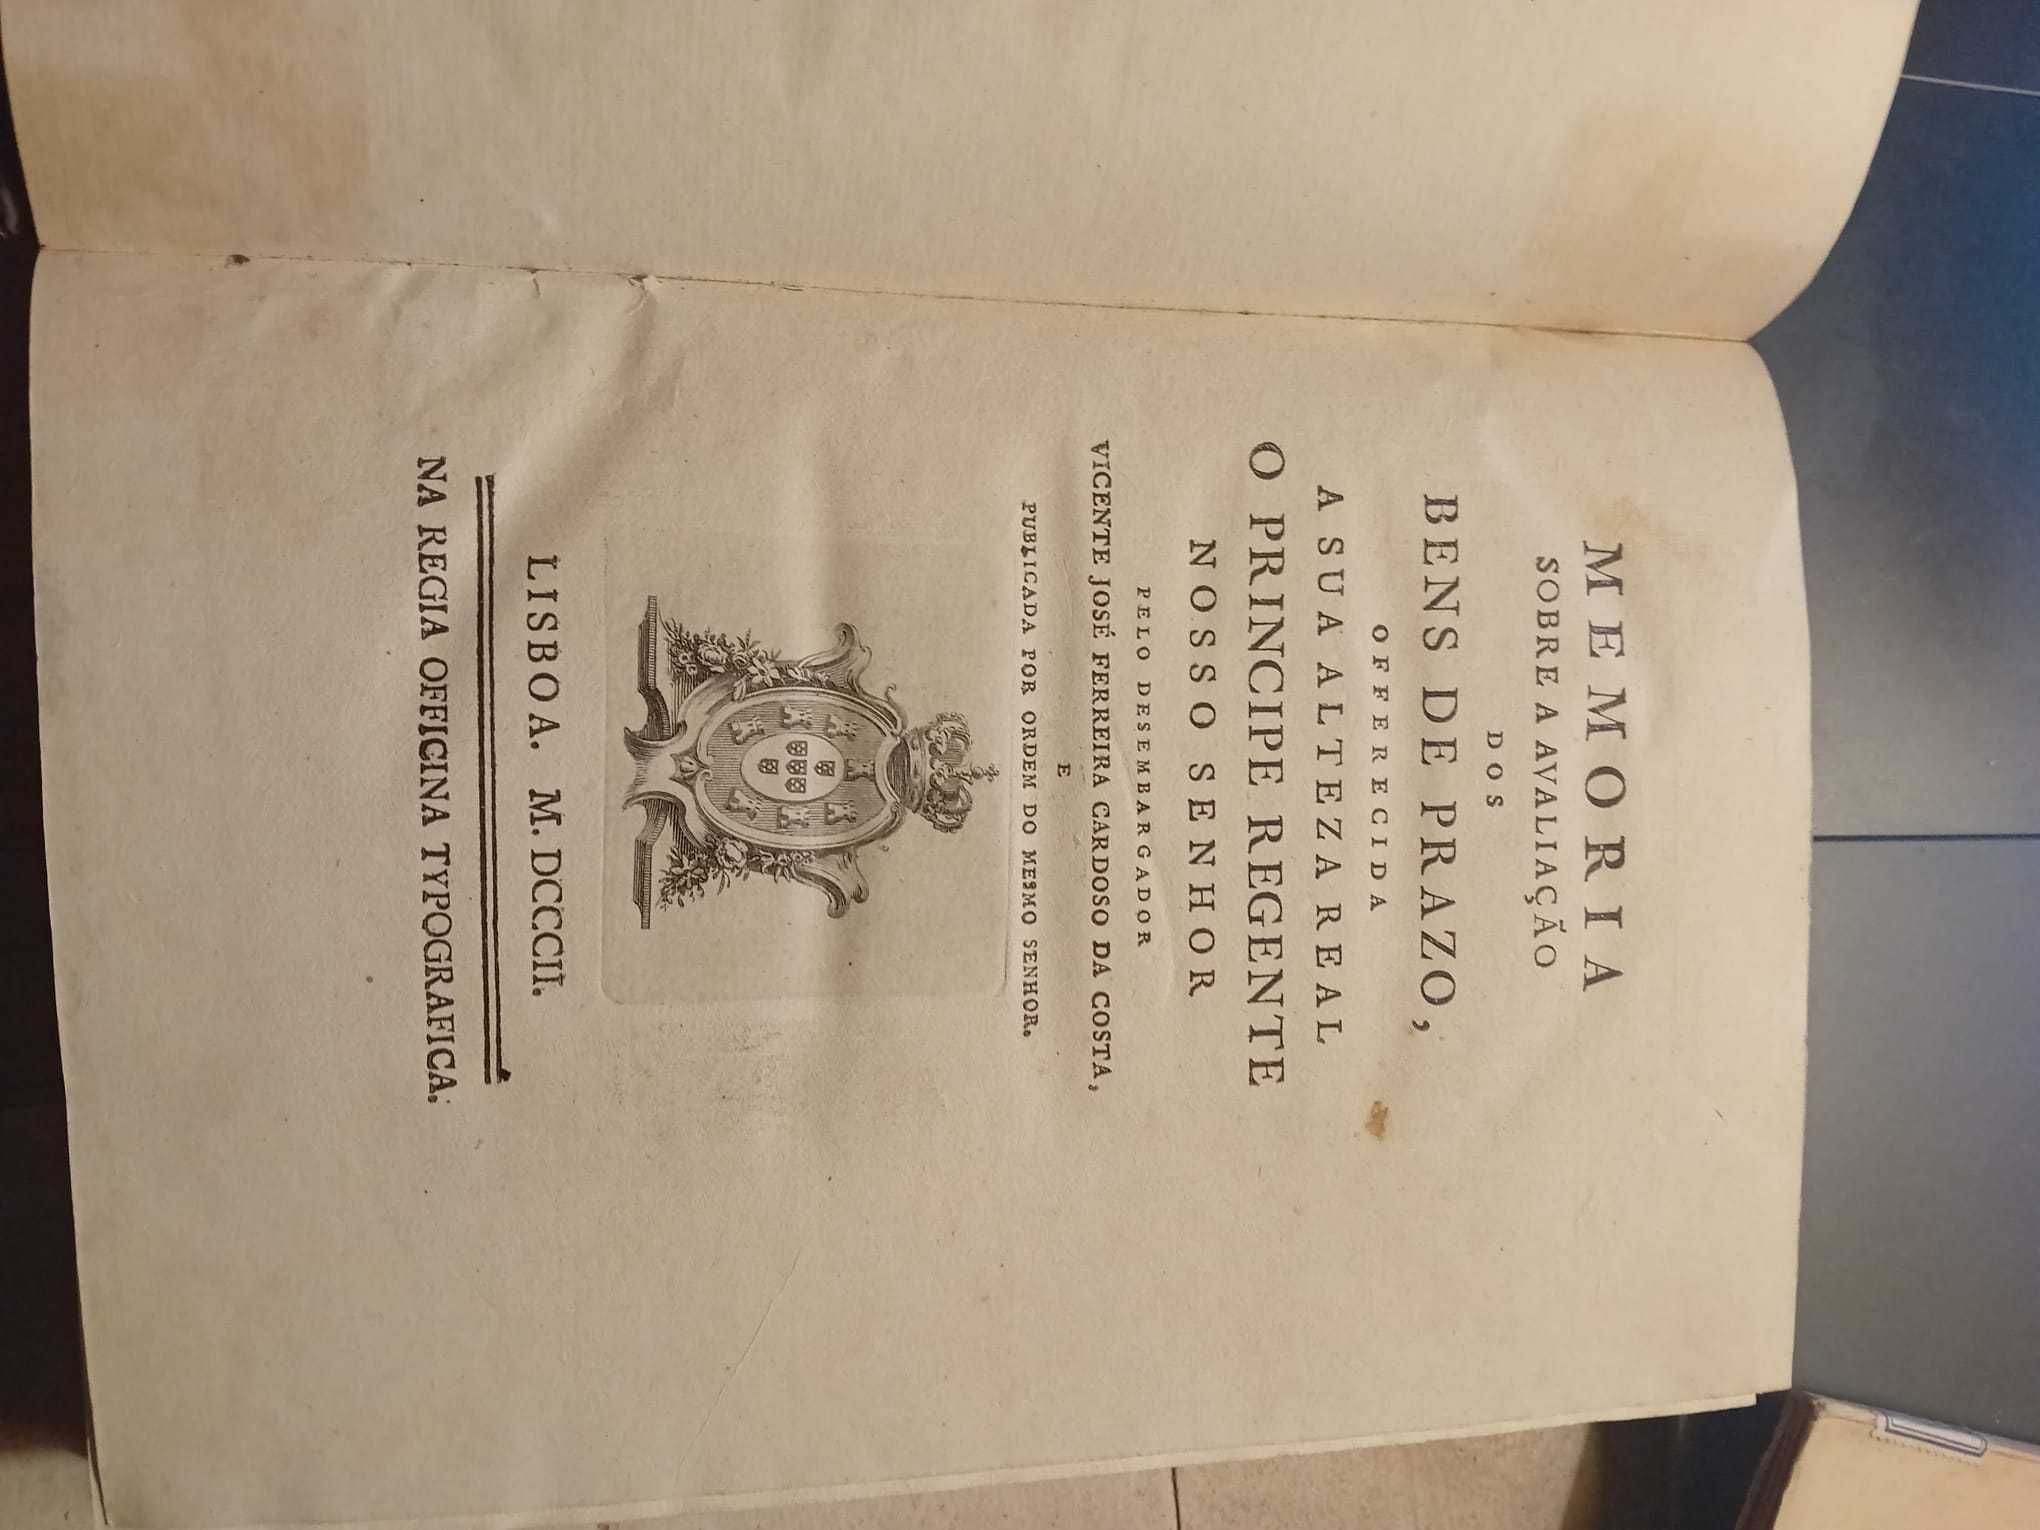 MEMORIA
SOBRE A AVALIAÇÃO
DOS
BENS DE PRAZO,
OFFERECIDA
A SUA ALTEZA REAL
O PRINCIPE REGENTE
NOSSO SENHOR
PELO DESEMBARGADOR
VICENTE JOSÉ FERREIRA CARDOSO DA COSTA,
E
PUBLICADA POR ORDEM DO MESMO SENHOR.
LISBOA. M. DCCCII.
NA REGIA OFFICINA TYPOGRAFICA.